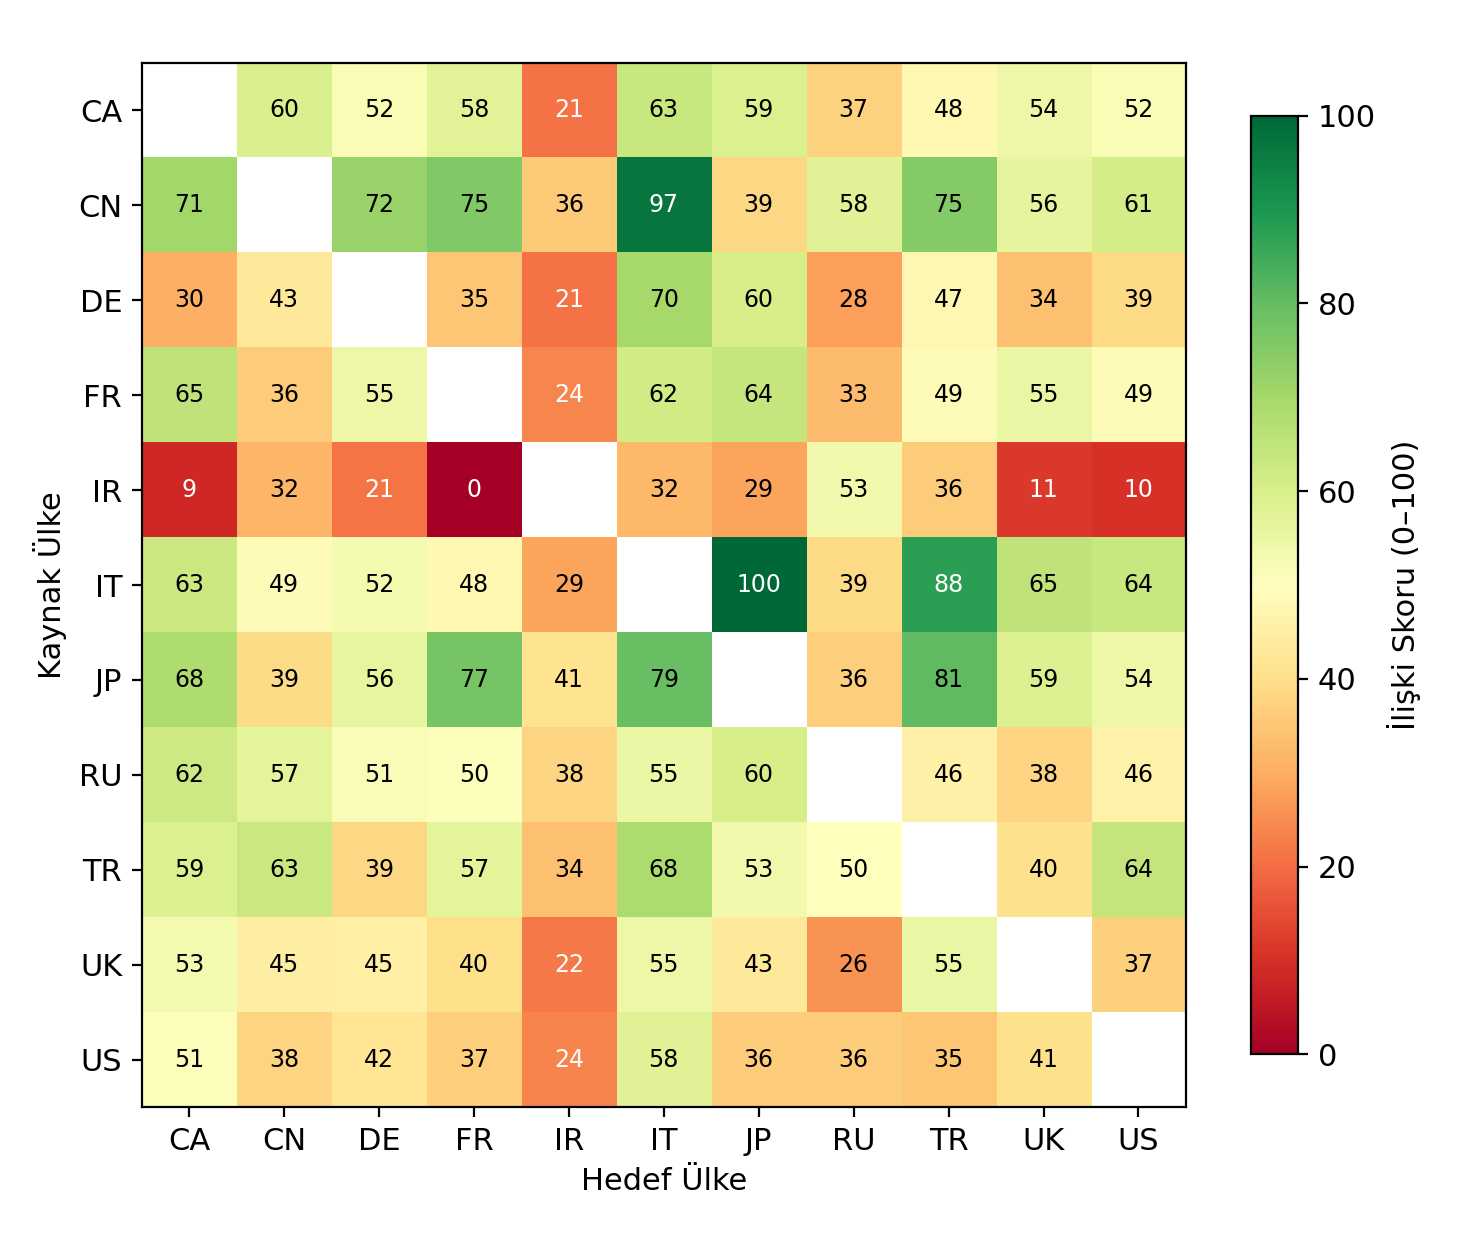 CA 60 52 58 21 63 59 37 48 54 52
CN 71 72 75 36 97 39 58 75 56 61
DE 30 43 35 21 70 60 28 47 34 39
FR 65 36 55 24 62 64 33 49 55 49
IR 9 32 21 0 32 29 53 36 11 10
IT 63 49 52 48 29 100 39 88 65 64
JP 68 39 56 77 41 79 36 81 59 54
RU 62 57 51 50 38 55 60 46 38 46
TR 59 63 39 57 34 68 53 50 40 64
UK 53 45 45 40 22 55 43 26 55 37
US 51 38 42 37 24 58 36 36 35 41
CA CN DE FR IR IT JP RU TR UK US
Hedef Ülke
Kaynak Ülke
100
80
60
40
20
0
İlişki Skoru (0–100)